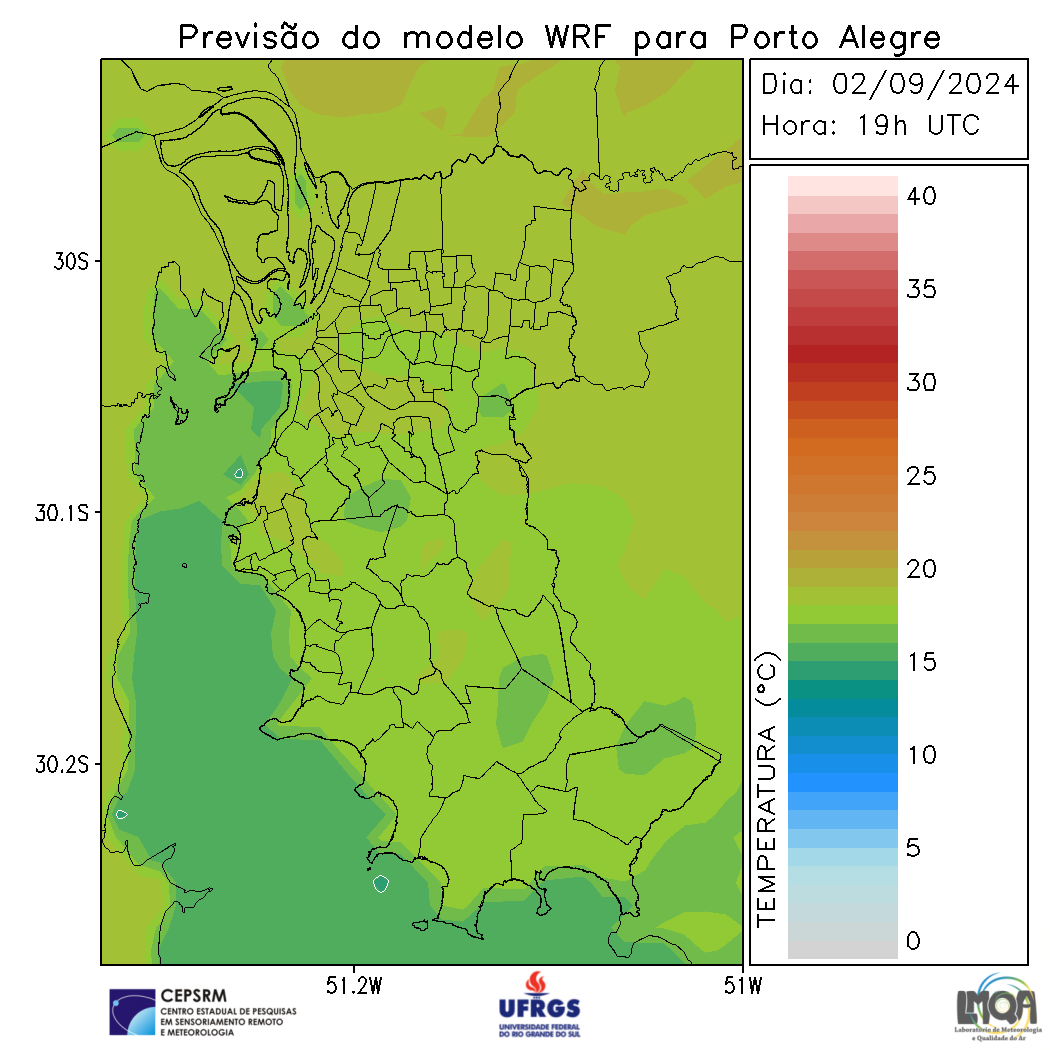 Previsão do modelo WRF para Porto Alegre
Dia: 02/09/2024
Hora: 19h UTC
40
35
30
25
20
15
10
5
0
TEMPERATURA (°C)
30S
30.1S
30.2S
51.2W
51W
CEPSRM
CENTRO ESTADUAL DE PESQUISAS
EM SENSORIAMENTO REMOTO
E METEOROLOGIA
UFRGS
UNIVERSIDADE FEDERAL
DO RIO GRANDE DO SUL
LMQA
Laboratório de Meteorologia
e Qualidade do Ar